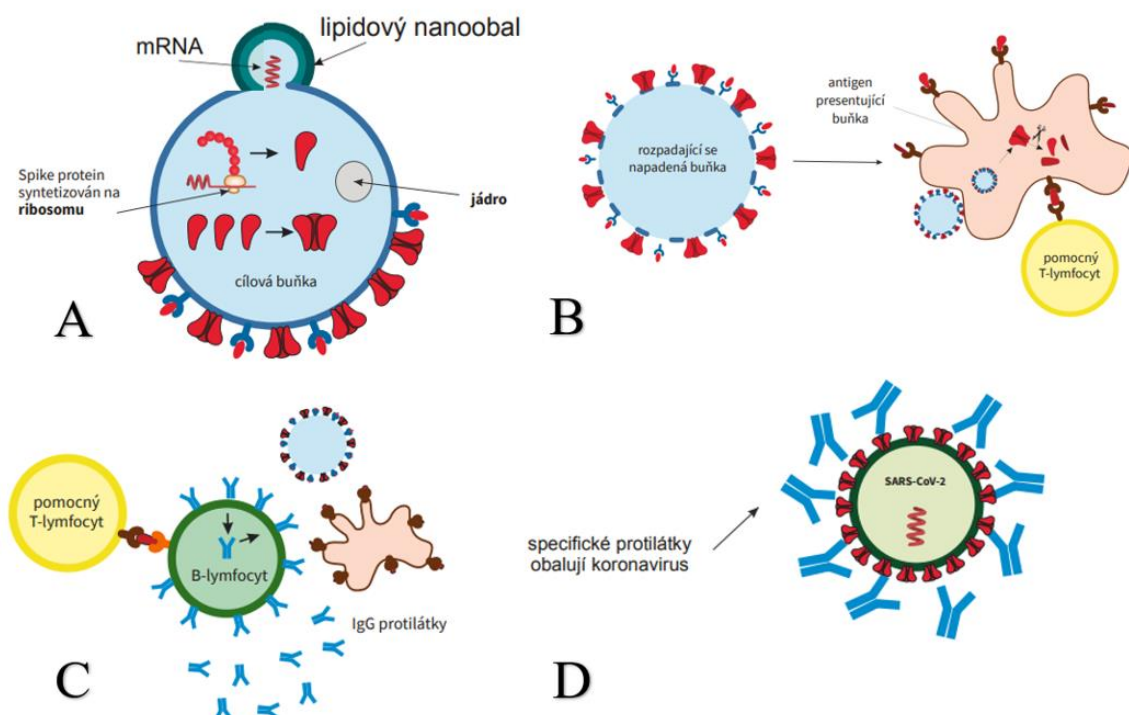 mRNA
lipidový nanoobal
Spike protein
syntetizován na
ribosomu
jádro
cílová buňka
A
rozpadající se
napadená buňka
antigen
presentující
buňka
pomocný
T-lymfocyt
B
pomocný
T-lymfocyt
B-lymfocyt
IgG protilátky
C
SARS-CoV-2
specifické protilátky
obalují koronavirus
D